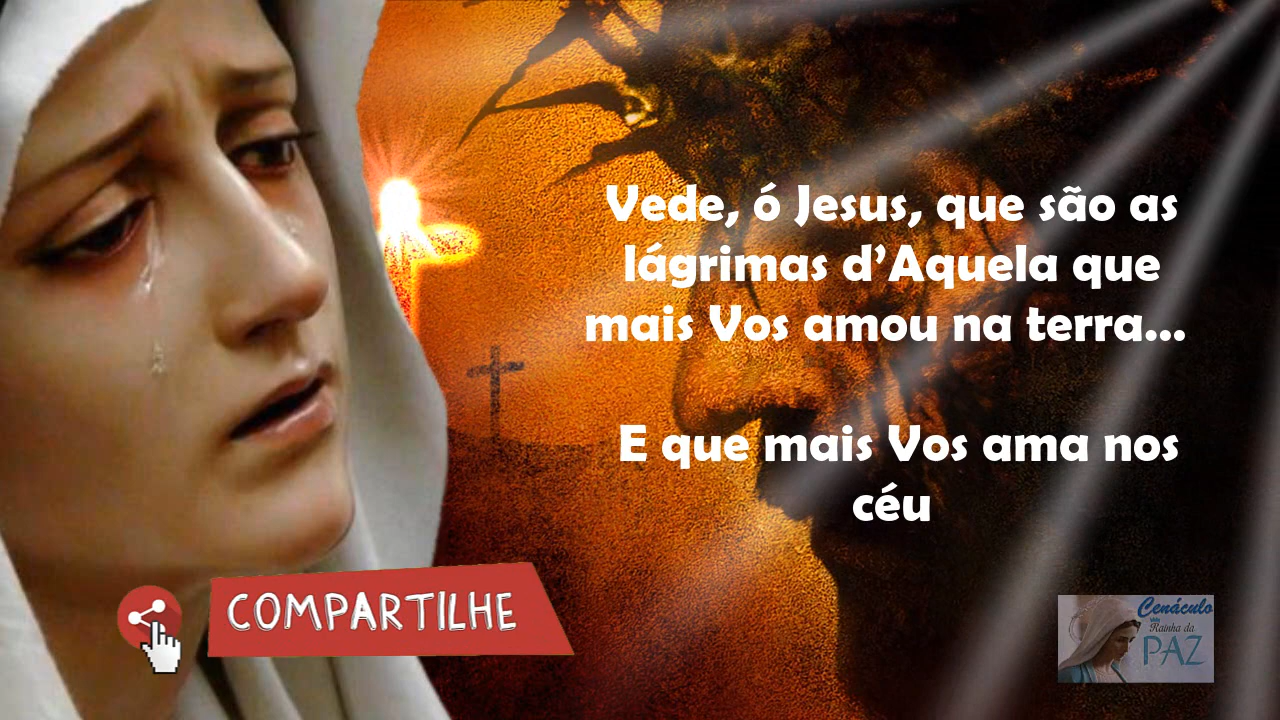 Vede, ó Jesus, que são as
lágrimas d’Aquela que
mais Vos amou na terra...
E que mais Vos ama nos
céu
COMPARTILHE
Cenáculo
Rainha da
PAZ